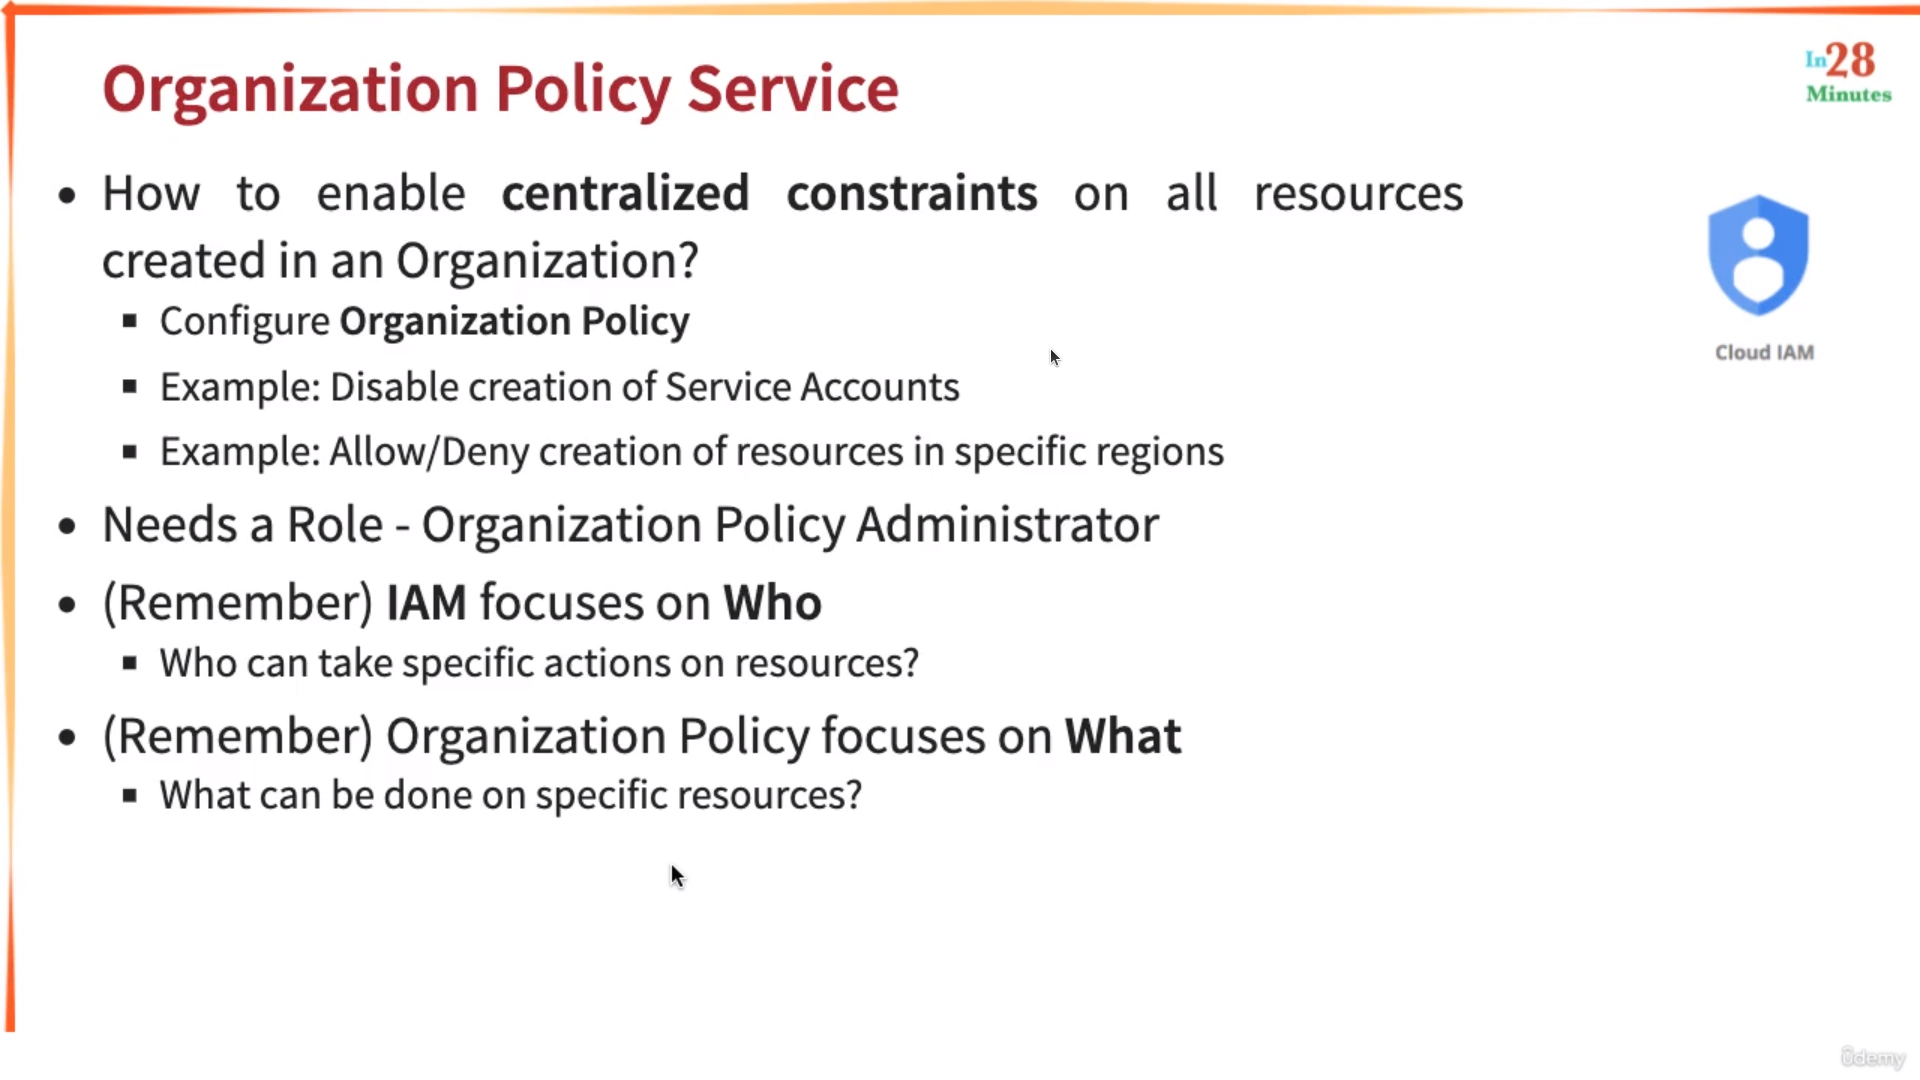 Organization Policy Service
In28
Minutes
• How to enable centralized constraints on all resources
created in an Organization?
▪ Configure Organization Policy
▪ Example: Disable creation of Service Accounts
▪ Example: Allow/Deny creation of resources in specific regions
• Needs a Role - Organization Policy Administrator
• (Remember) IAM focuses on Who
▪ Who can take specific actions on resources?
• (Remember) Organization Policy focuses on What
▪ What can be done on specific resources?
Cloud IAM
ûdemy